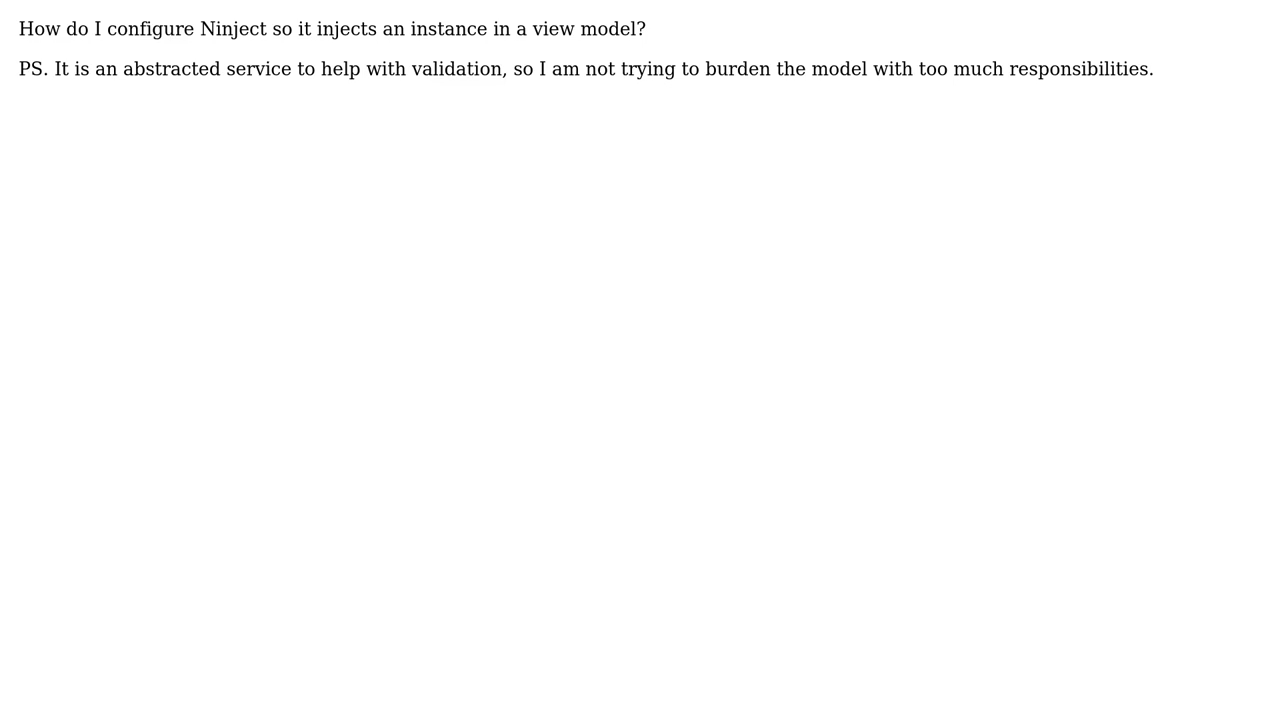 How do I configure Ninject so it injects an instance in a view model?
PS. It is an abstracted service to help with validation, so I am not trying to burden the model with too much responsibilities.